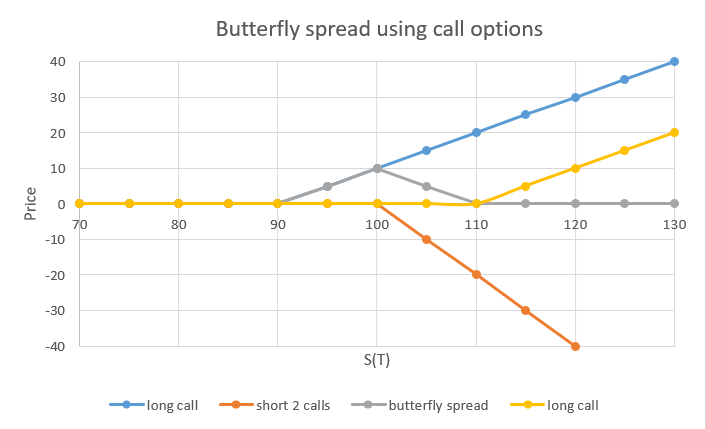 Butterfly spread using call options
40
30
20
10
0
-10
-20
-30
-40
Price
70 80 90 100 110 120 130
S(T)
long call short 2 calls butterfly spread long call